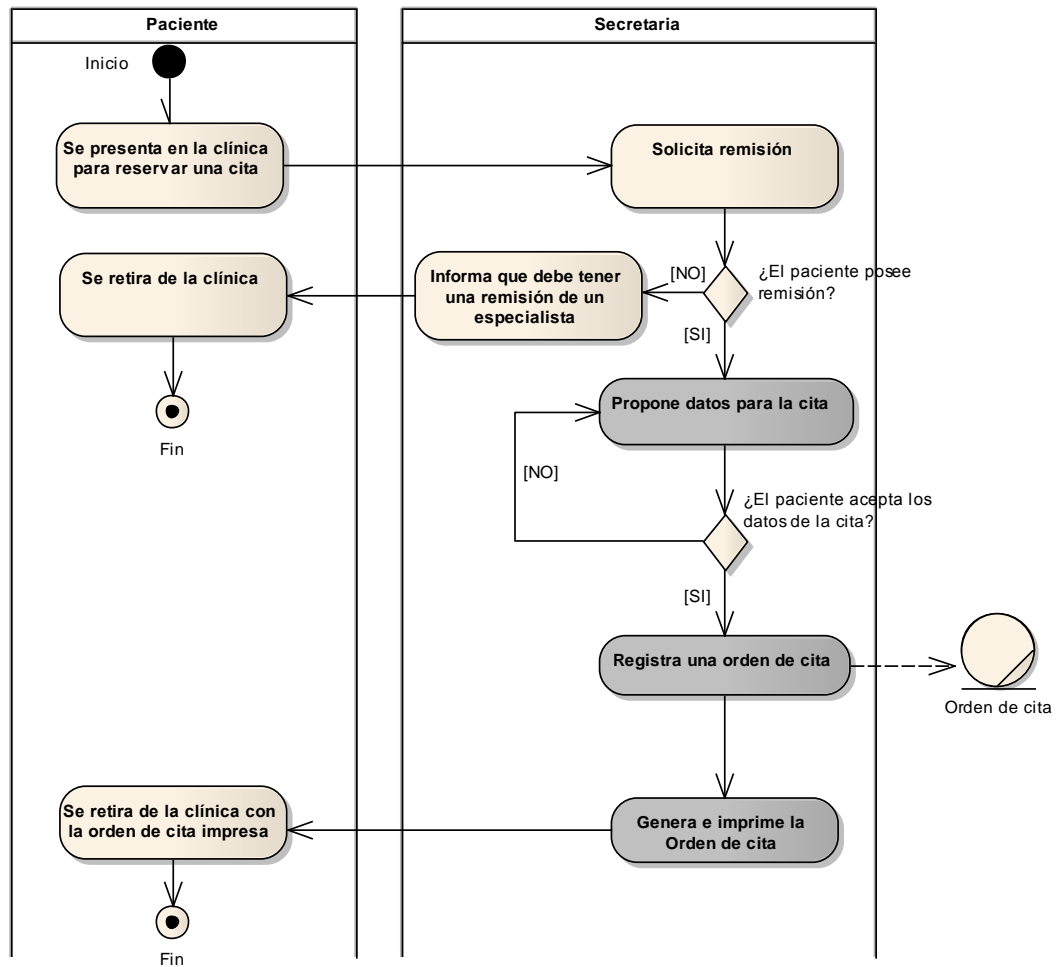 Paciente
Secretaria
Inicio
Se presenta en la clínica
para reservar una cita
Solicita remisión
Se retira de la clínica
Informa que debe tener
una remisión de un
especialista
[NO]
¿El paciente posee
remisión?
[SI]
Fin
Propone datos para la cita
[NO]
¿El paciente acepta los
datos de la cita?
[SI]
Registra una orden de cita
Orden de cita
Se retira de la clínica con
la orden de cita impresa
Genera e imprime la
Orden de cita
Fin